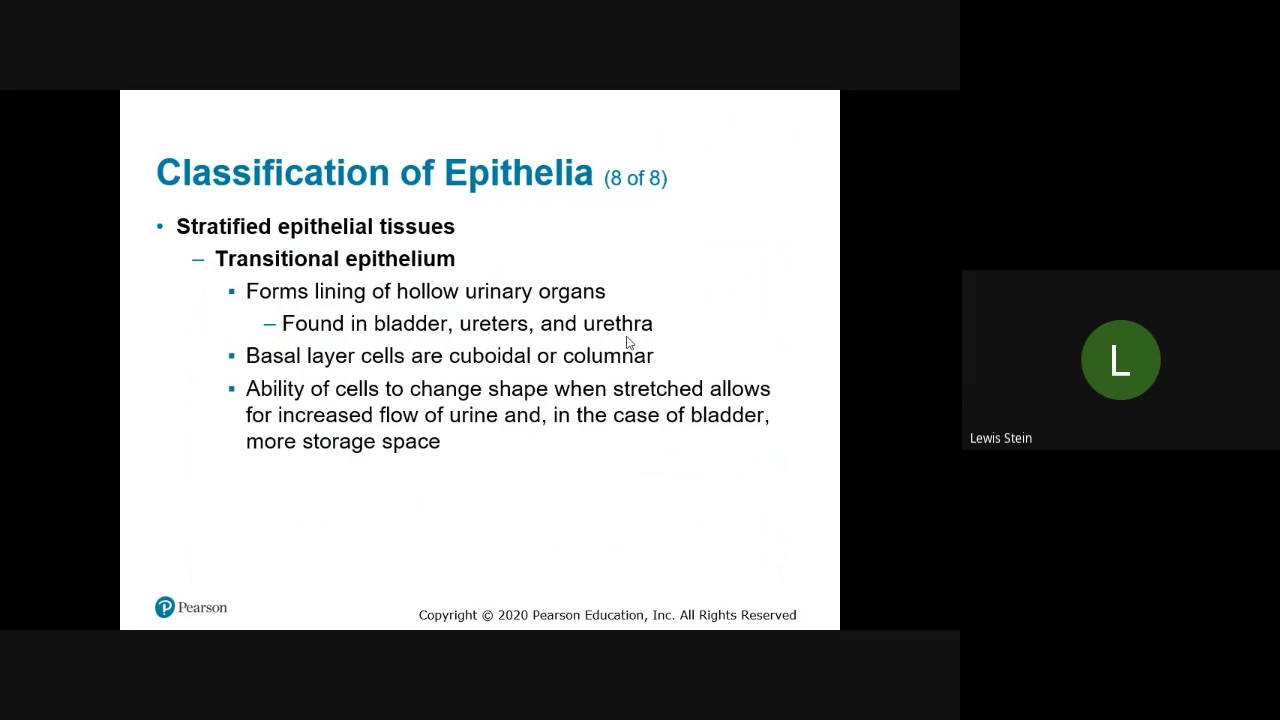 Classification of Epithelia (8 of 8)
• Stratified epithelial tissues
– Transitional epithelium
▪ Forms lining of hollow urinary organs
– Found in bladder, ureters, and urethra
▪ Basal layer cells are cuboidal or columnar
▪ Ability of cells to change shape when stretched allows
for increased flow of urine and, in the case of bladder,
more storage space
P Pearson
Copyright © 2020 Pearson Education, Inc. All Rights Reserved
L
Lewis Stein